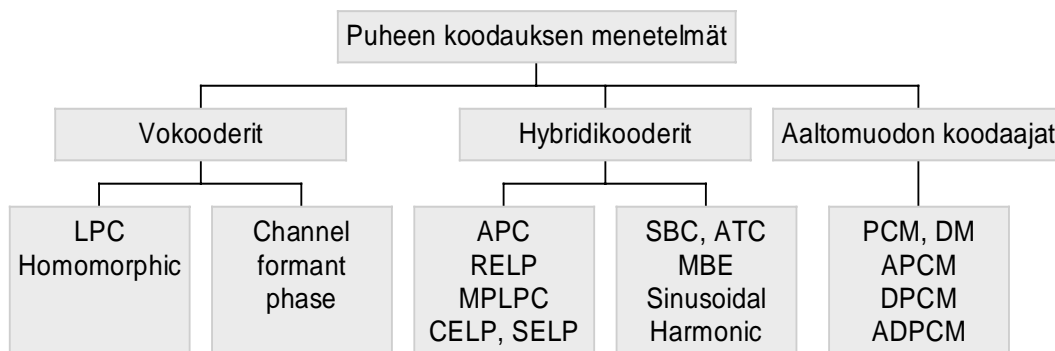 Puheen koodauksen menetelmät
Vokooderit
Hybridikooderit
Aaltomuodon koodaajat
LPC
Homomorphic
Channel
formant
phase
APC
RELP
MPLPC
CELP, SELP
SBC, ATC
MBE
Sinusoidal
Harmonic
PCM, DM
APCM
DPCM
ADPCM